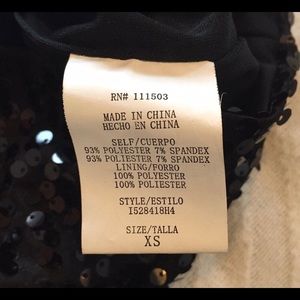 RN# 111503
MADE IN CHINA
HECHO EN CHINA
SELF/CUERPO
93% POLYESTER 7% SPANDEX
93% POLIESTER 7% SPANDEX
LINING/FORRO
100% POLYESTER
100% POLIESTER
STYLE/ESTILO
I528418H4
SIZE/TALLA
XS